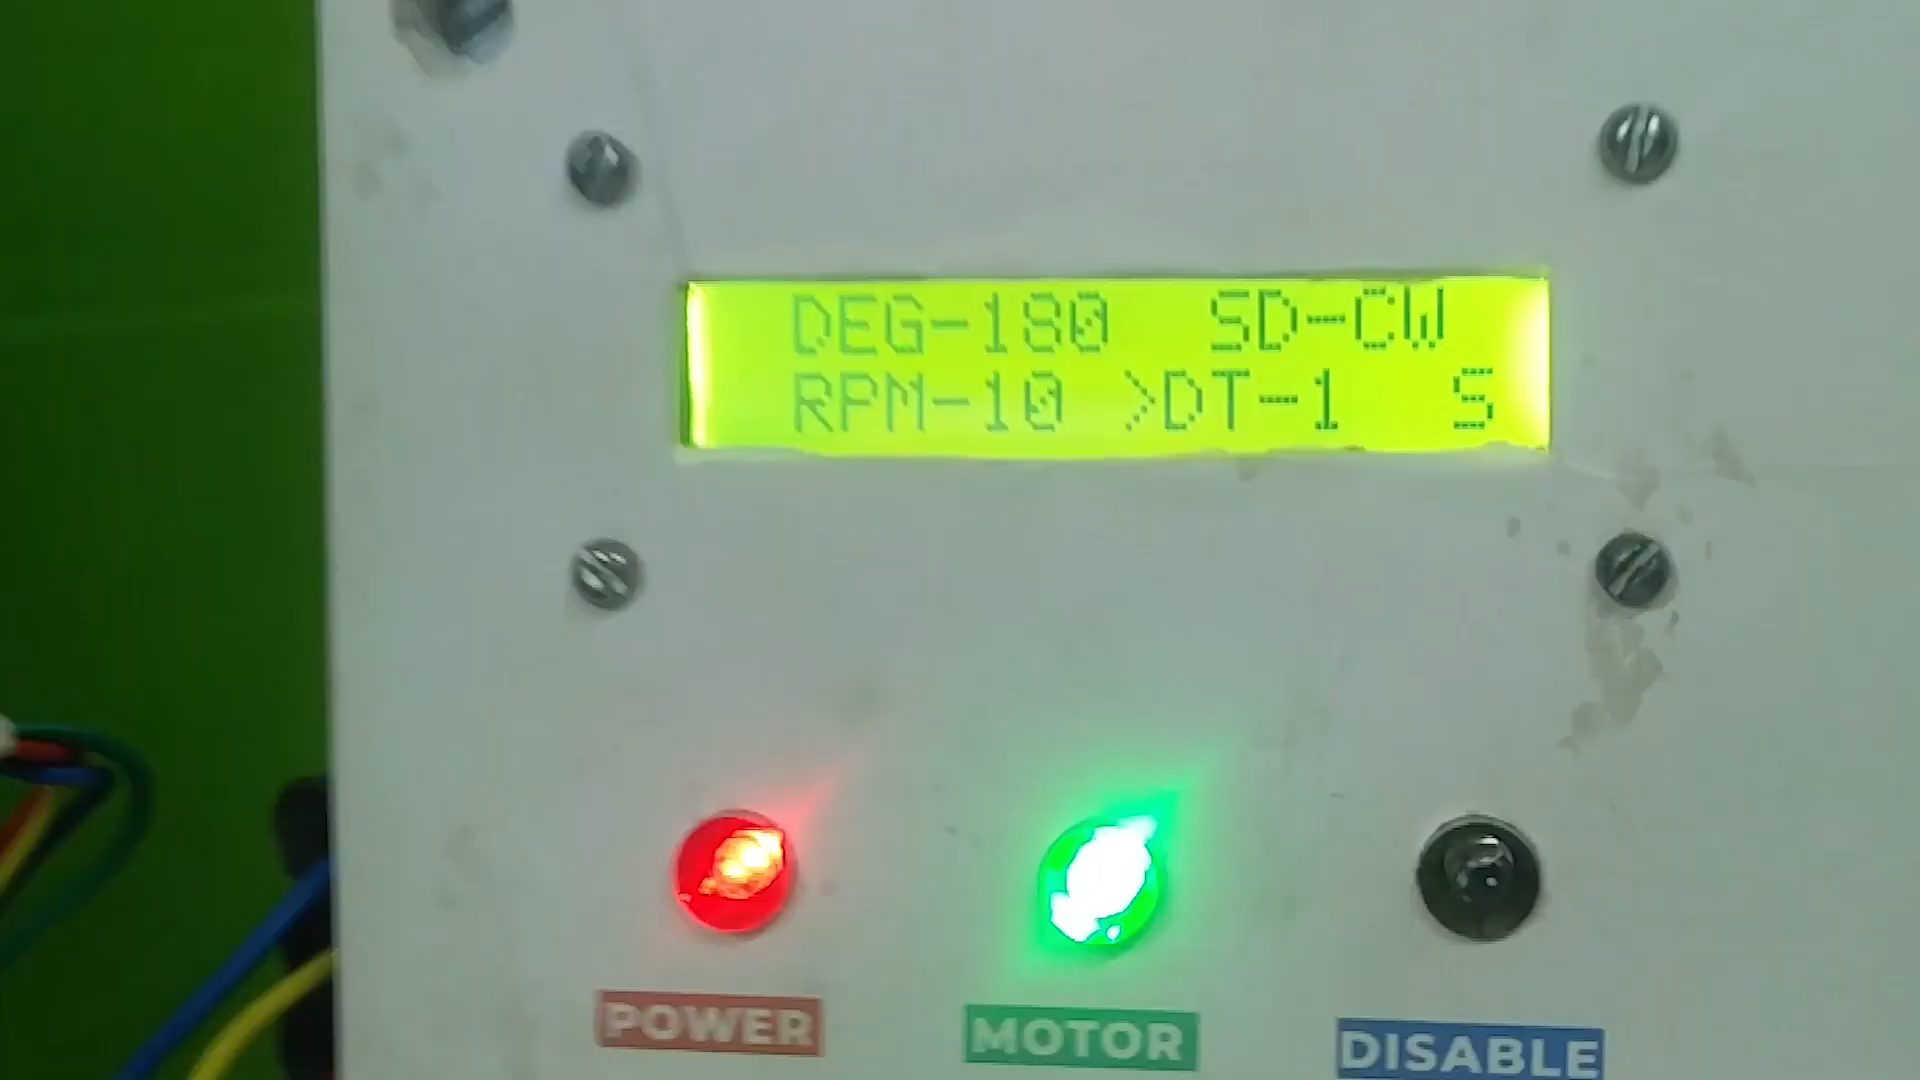 DEG-180 SD-CW
RPM-10 >DT-1 S
POWER
MOTOR
DISABLE